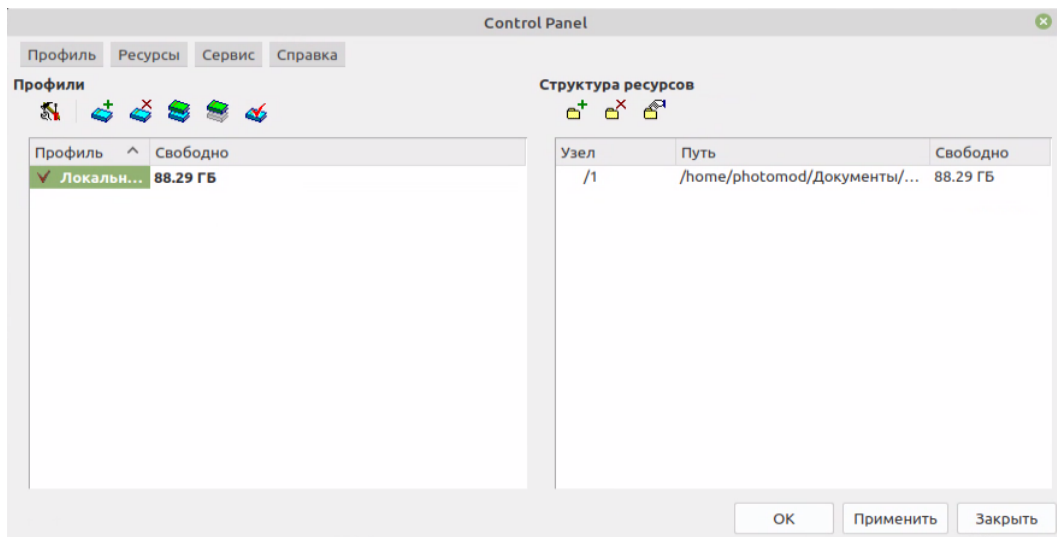 Control Panel
Профиль Ресурсы Сервис Справка
Профили
Структура ресурсов
Профиль Свободно
Локальн... 88.29 ГБ
Узел Путь Свободно
/1 /home/photomod/Документы/... 88.29 ГБ
OK Применить Закрыть